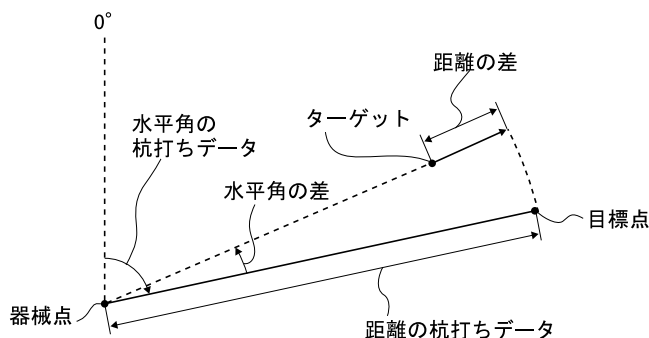 0°
距離の差
水平角の
杭打ちデータ
ターゲット
水平角の差
目標点
器械点
距離の杭打ちデータ